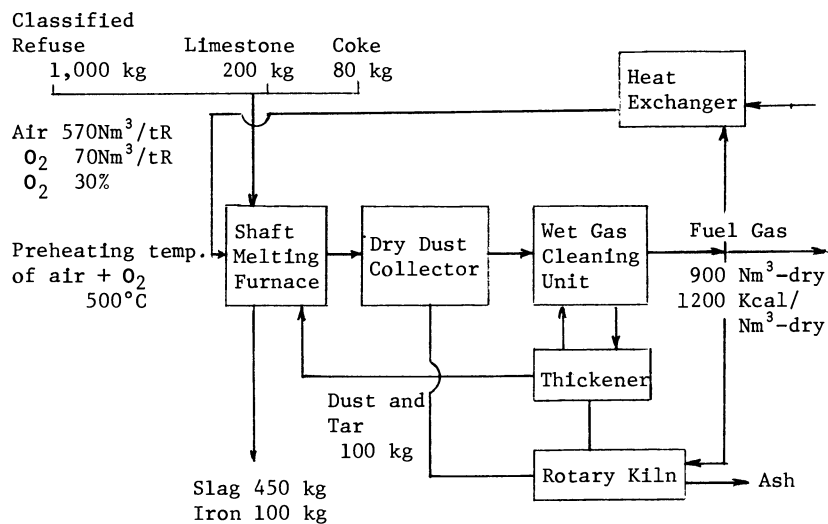 Classified
Refuse Limestone Coke
1,000 kg 200 kg 80 kg
Heat
Exchanger
Air 570Nm³/tR
O₂ 70Nm³/tR
O₂ 30%
Preheating temp.
of air + O₂
500°C
Shaft
Melting
Furnace
Dry Dust
Collector
Wet Gas
Cleaning
Unit
Fuel Gas
900 Nm³-dry
1200 Kcal/
Nm³-dry
Thickener
Dust and
Tar
100 kg
Rotary Kiln
Ash
Slag 450 kg
Iron 100 kg